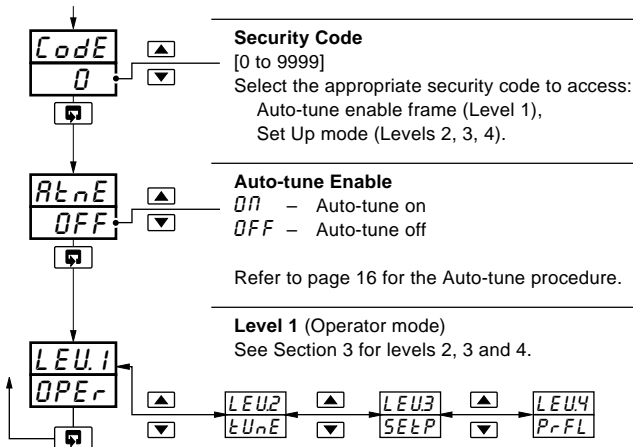 CodE
0
Security Code
[0 to 9999]
Select the appropriate security code to access:
Auto-tune enable frame (Level 1),
Set Up mode (Levels 2, 3, 4).
AtnE
OFF
Auto-tune Enable
ON – Auto-tune on
OFF – Auto-tune off
Refer to page 16 for the Auto-tune procedure.
Level 1 (Operator mode)
See Section 3 for levels 2, 3 and 4.
LEV.1
OPEr
LEV.2
tUnE
LEV.3
SEtP
LEV.4
PrFL